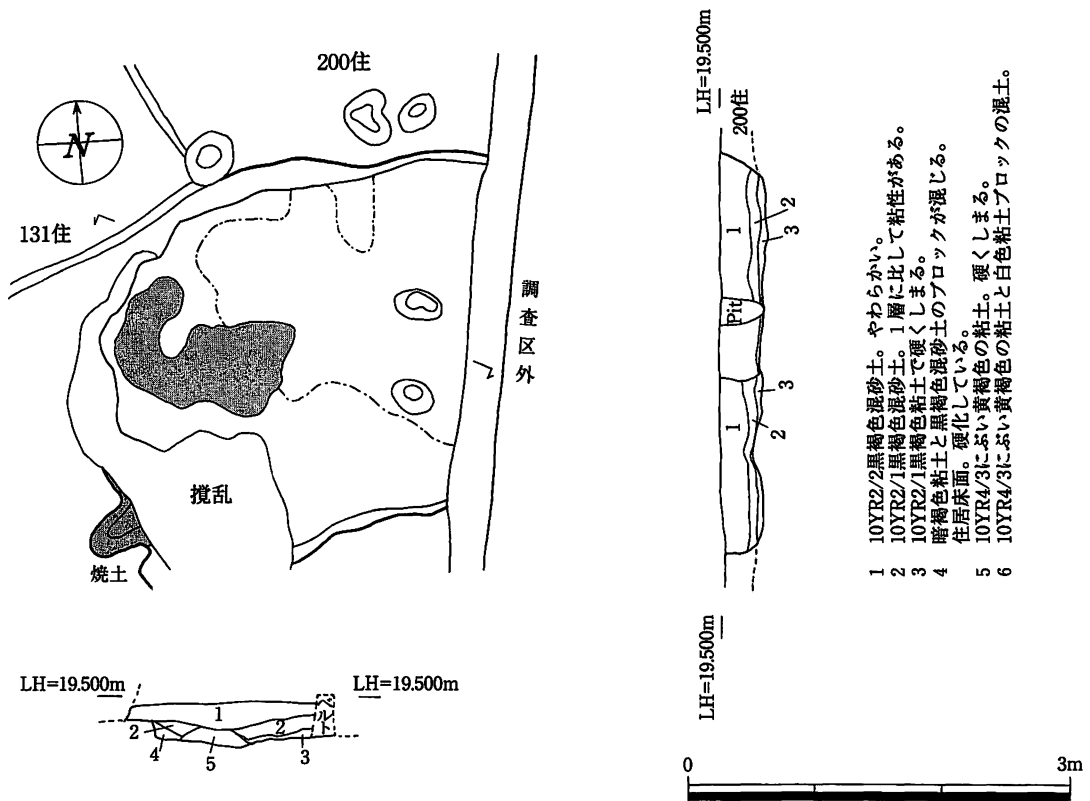 200住
N
131住
調査区外
撹乱
焼土
LH=19.500m
LH=19.500m
1
2
2
ベルト
4
5
3
LH=19.500m
200住
1
2
3
Pit
1
3
2
LH=19.500m
1 10YR2/2黒褐色混砂土。やわらかい。
2 10YR2/1黒褐色混砂土。1層に比して粘性がある。
3 10YR2/1黒褐色粘土で硬くしまる。
4 暗褐色粘土と黒褐色混砂土のブロックが混じる。
住居床面。硬化している。
5 10YR4/3にぶい黄褐色の粘土。硬くしまる。
6 10YR4/3にぶい黄褐色の粘土と白色粘土ブロックの混土。
0
3m